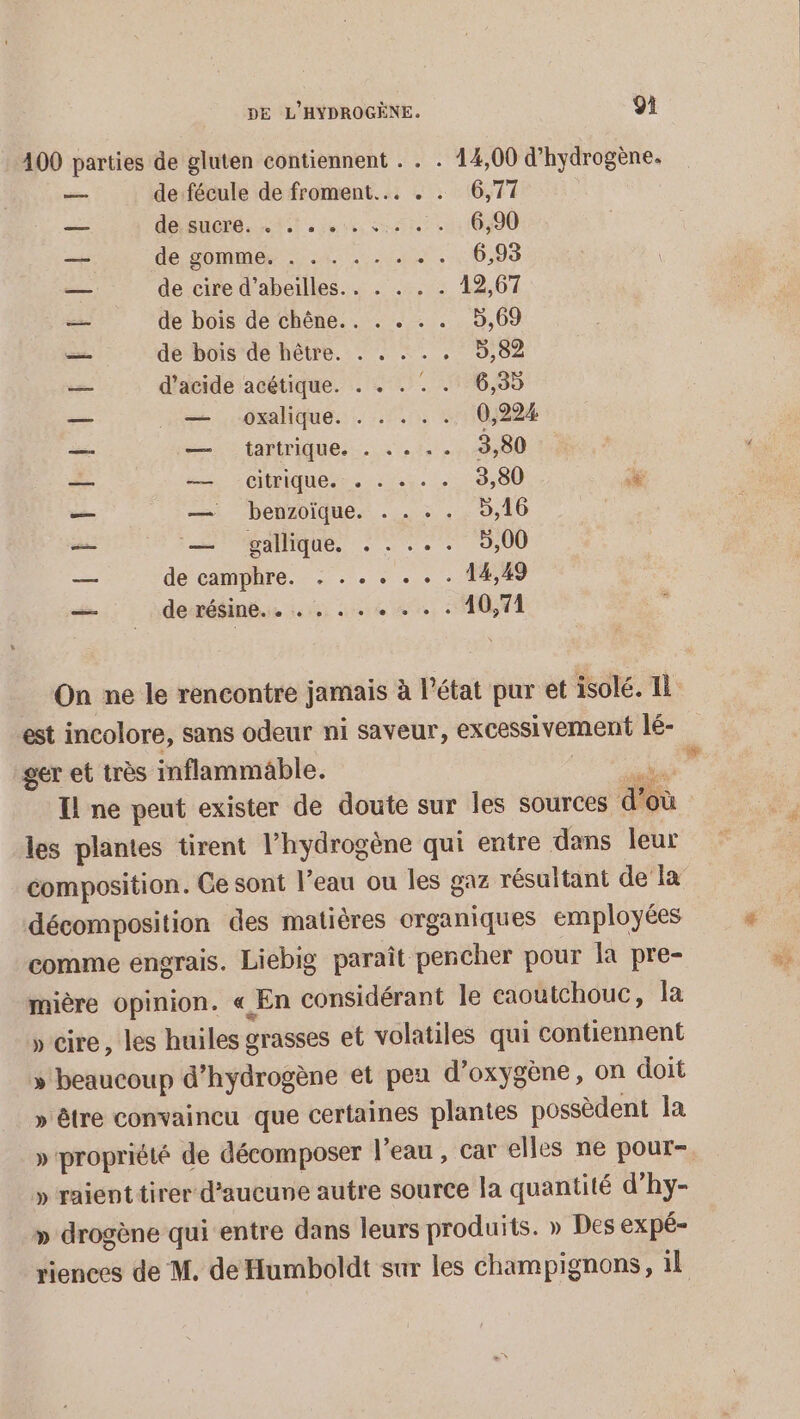 DE L'HYDROGÈNE. 91
100 parties de gluten contiennent . . . 14,00 d'hydrogène.
— de fécule de froment... . . 6,77
— de sucre. . . . . . . . . . 6,90
— de gomme. . . . . . . . . 6,93
— de cire d'abeilles. . . . . . 12,67
— de bois de chêne. . . . . . 5,69
— de bois de hêtre. . . . . . 5,82
— d'acide acétique. . . . . . 6,35
— — oxalique. . . . . . 0,224
— — tartrique. . . . . . 3,80
— — citrique. . . . . . 3,80
— — benzoïque. . . . . 5,16
— — gallique. . . . . . 5,00
— de camphre. . . . . . . . 14,49
— de résine. . . . . . . . . . 10,71
On ne le rencontre jamais à l'état pur et isolé. Il
est incolore, sans odeur ni saveur, excessivement lé-
ger et très inflammable.
Il ne peut exister de doute sur les sources d'où
les plantes tirent l'hydrogène qui entre dans leur
composition. Ce sont l'eau ou les gaz résultant de la
décomposition des matières organiques employées
comme engrais. Liebig paraît pencher pour la pre-
mière opinion. « En considérant le caoutchouc, la
» cire, les huiles grasses et volatiles qui contiennent
» beaucoup d'hydrogène et peu d'oxygène, on doit
» être convaincu que certaines plantes possèdent la
» propriété de décomposer l'eau, car elles ne pour-
» raient tirer d'aucune autre source la quantité d'hy-
» drogène qui entre dans leurs produits. » Des expé-
riences de M. de Humboldt sur les champignons, il